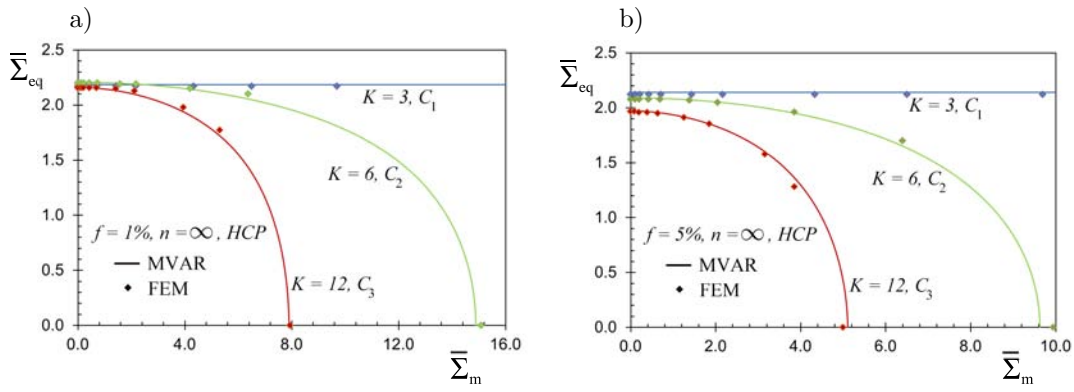 a)
2.5
2.0
1.5
1.0
0.5
0.0
Σ̅eq
K = 3, C1
K = 6, C2
f = 1%, n = ∞, HCP
MVAR
FEM
K = 12, C3
0.0 4.0 8.0 12.0 16.0
Σ̅m
b)
2.5
2.0
1.5
1.0
0.5
0.0
Σ̅eq
K = 3, C1
K = 6, C2
f = 5%, n = ∞, HCP
MVAR
FEM
K = 12, C3
0.0 2.0 4.0 6.0 8.0 10.0
Σ̅m